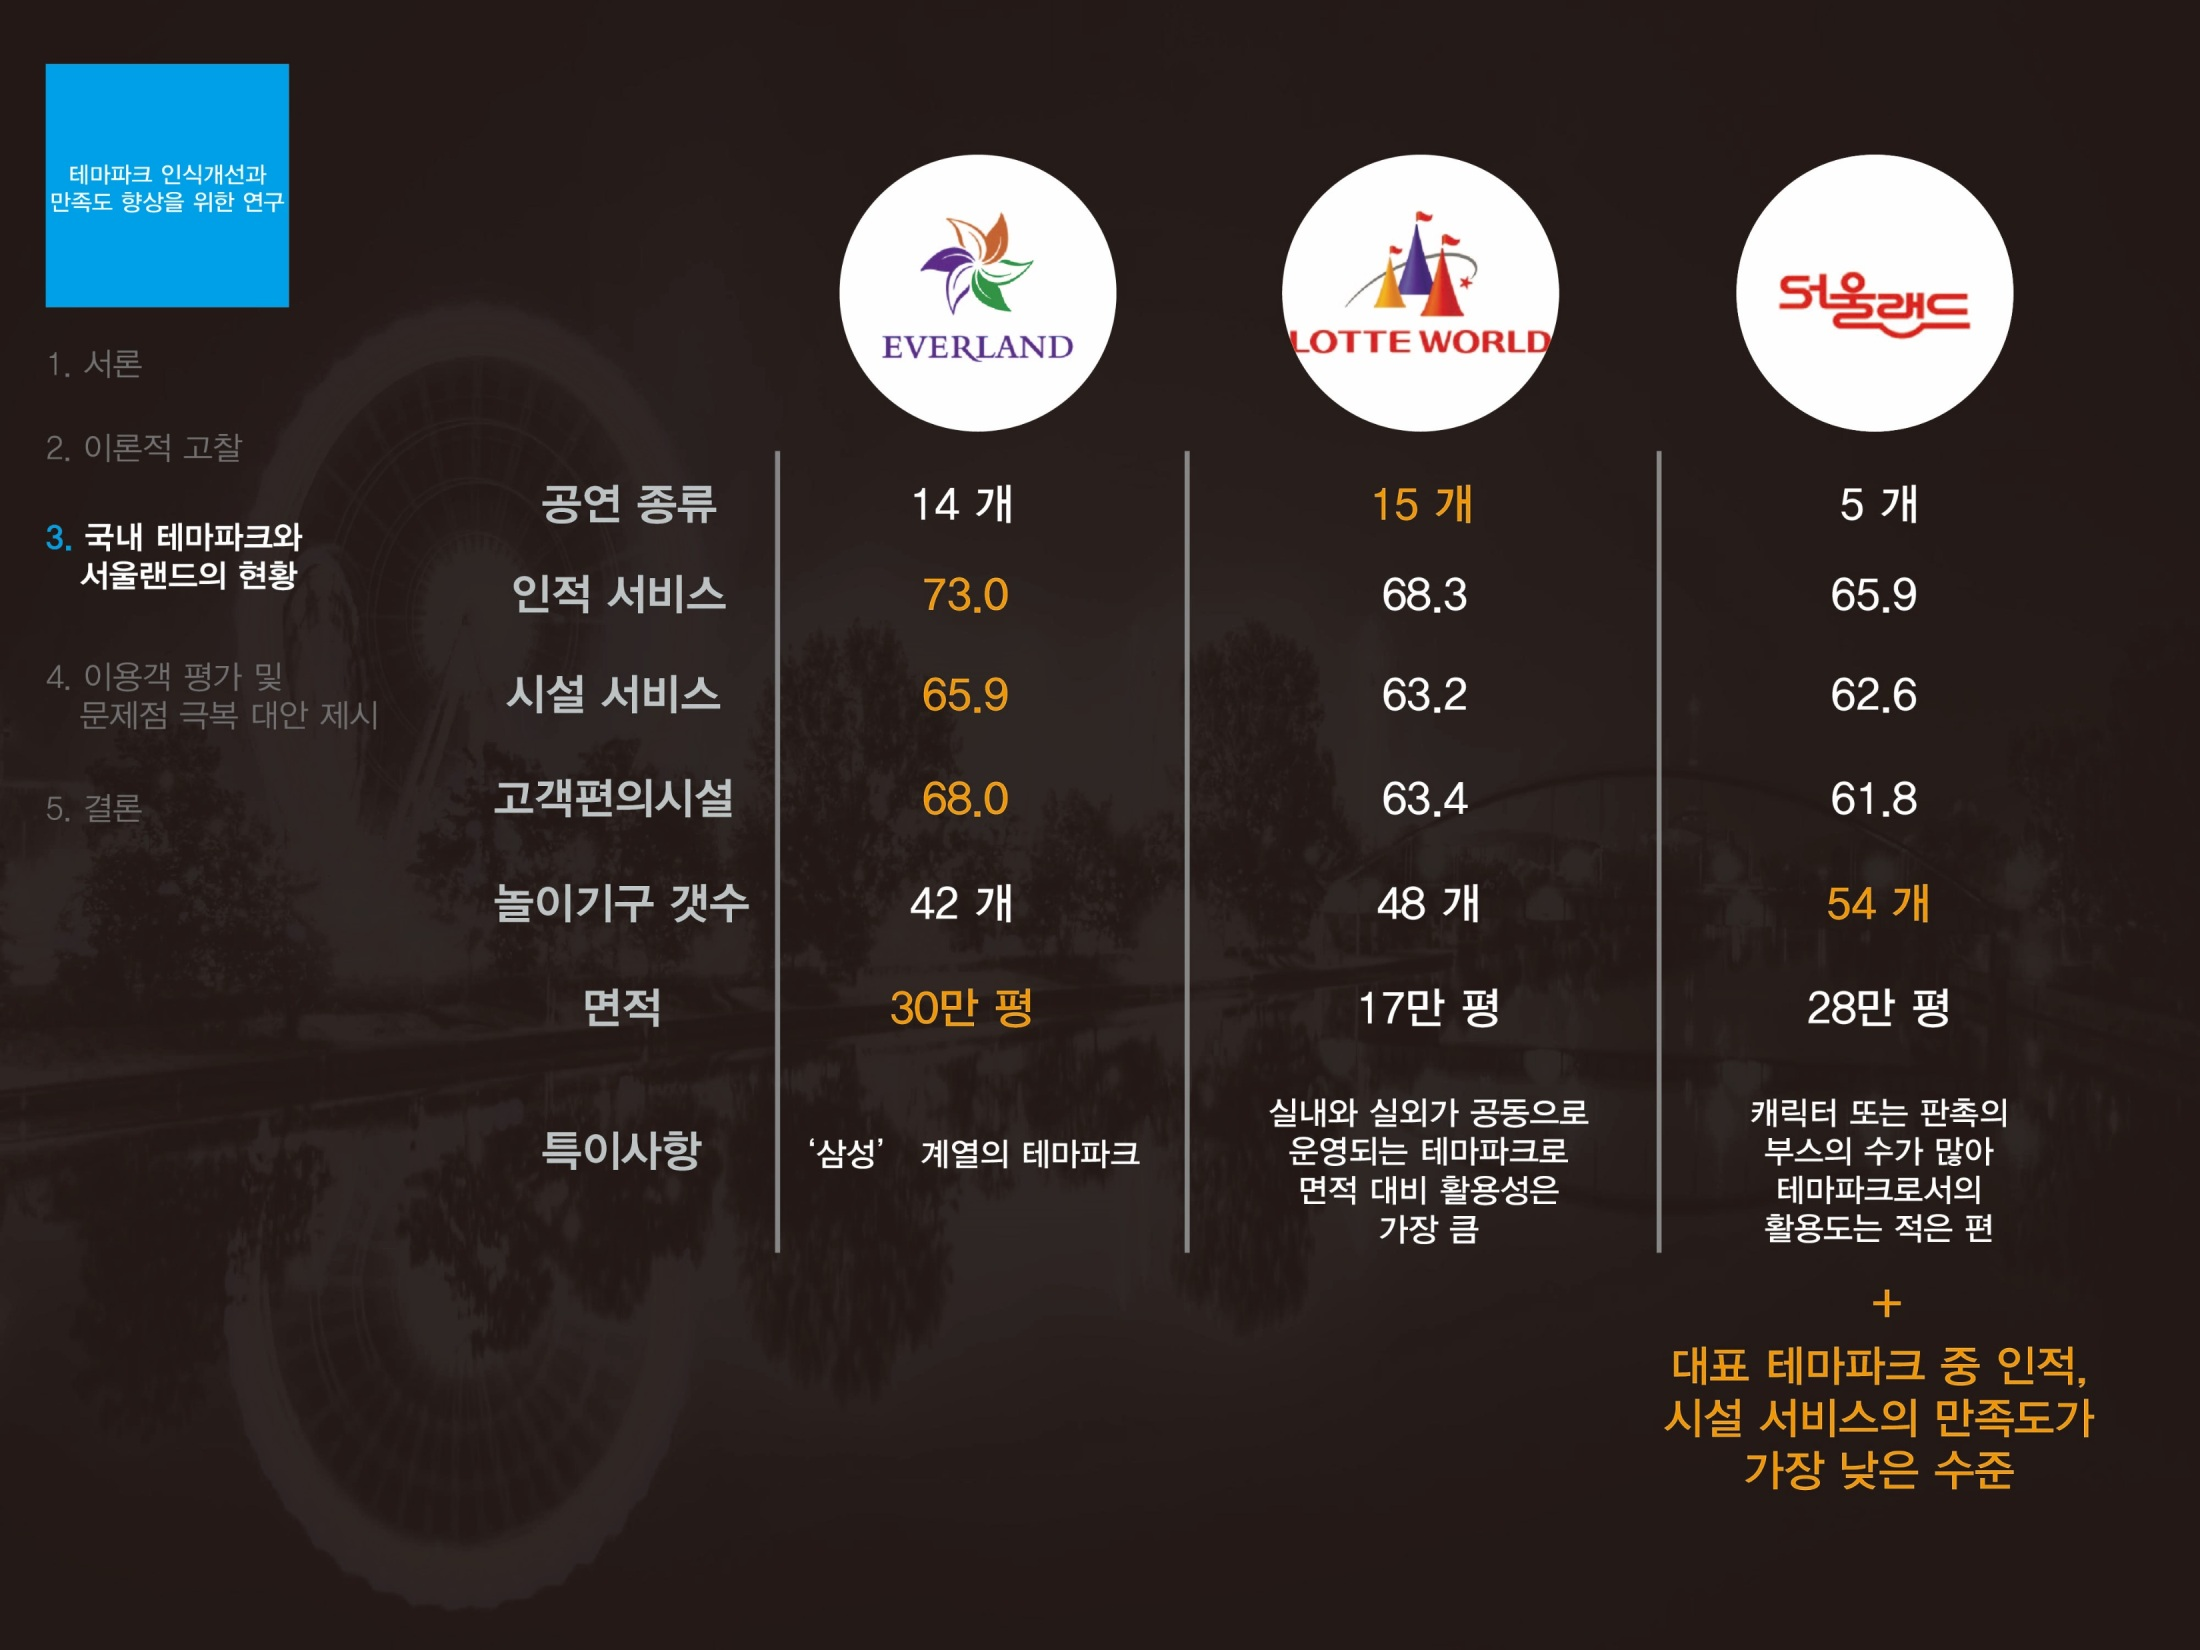 테마파크 인식개선과
만족도 향상을 위한 연구
1. 서론
2. 이론적 고찰
3. 국내 테마파크와
서울랜드의 현황
4. 이용객 평가 및
문제점 극복 대안 제시
5. 결론
EVERLAND
LOTTE WORLD
서울랜드
공연 종류 14 개 15 개 5 개
인적 서비스 73.0 68.3 65.9
시설 서비스 65.9 63.2 62.6
고객편의시설 68.0 63.4 61.8
놀이기구 갯수 42 개 48 개 54 개
면적 30만 평 17만 평 28만 평
특이사항
‘삼성’ 계열의 테마파크
실내와 실외가 공동으로
운영되는 테마파크로
면적 대비 활용성은
가장 큼
캐릭터 또는 판촉의
부스의 수가 많아
테마파크로서의
활용도는 적은 편
+
대표 테마파크 중 인적,
시설 서비스의 만족도가
가장 낮은 수준